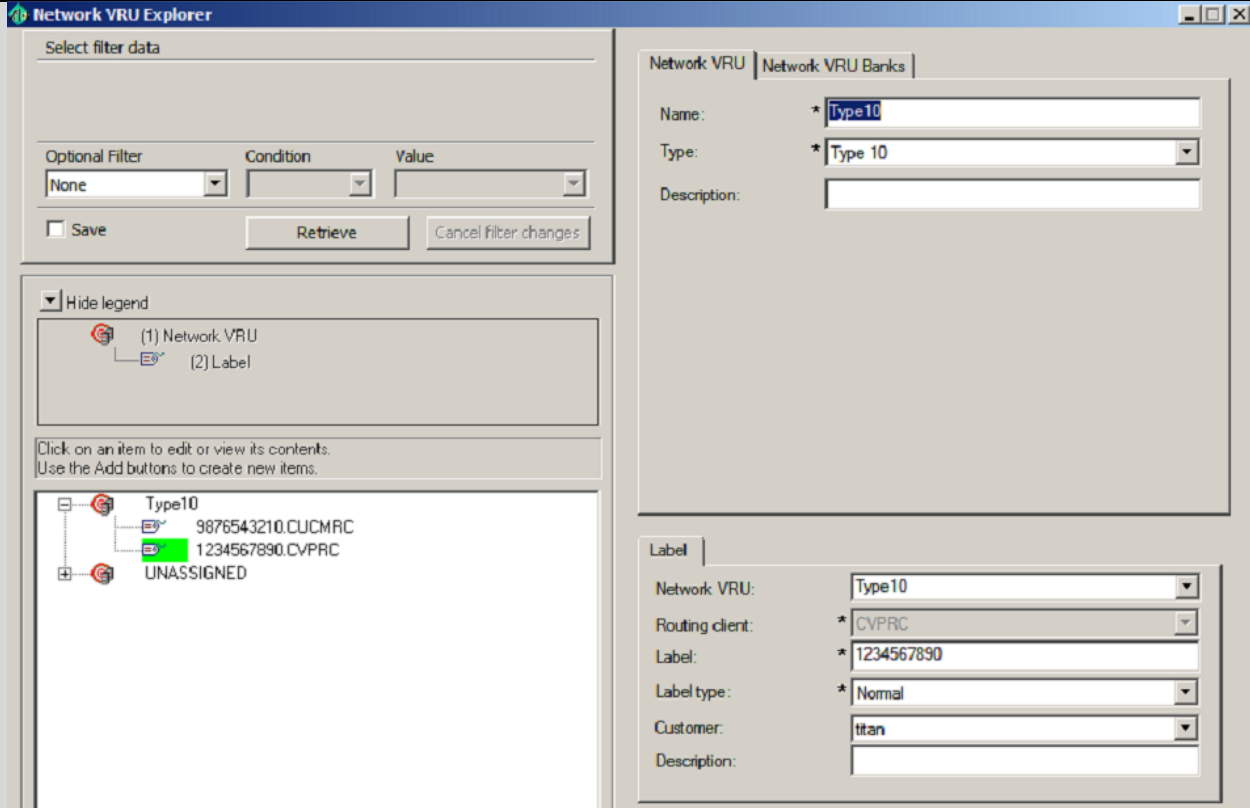 Network VRU Explorer
Select filter data
Optional Filter Condition Value
None
Save Retrieve Cancel filter changes
Hide legend
(1) Network VRU
(2) Label
Click on an item to edit or view its contents.
Use the Add buttons to create new items.
Type10
9876543210.CUCMRC
1234567890.CVPRC
UNASSIGNED
Network VRU Network VRU Banks
Name: * Type10
Type: * Type 10
Description:
Label
Network VRU: Type10
Routing client: * CVPRC
Label: * 1234567890
Label type: * Normal
Customer: titan
Description: